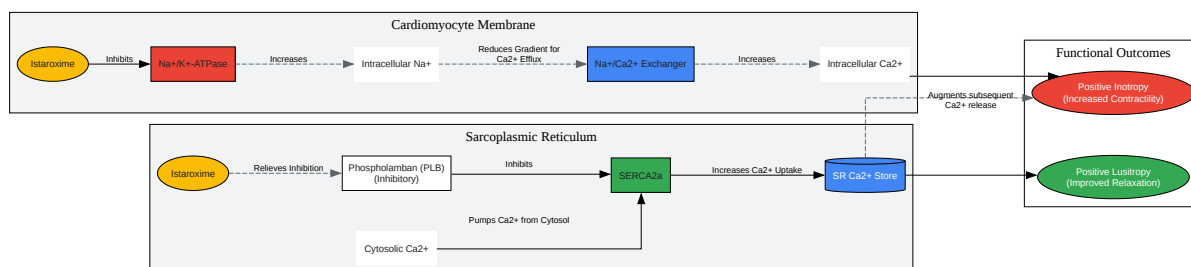 Cardiomyocyte Membrane
Istaroxime
Inhibits
Na+/K+-ATPase
Increases
Intracellular Na+
Reduces Gradient for
Ca2+ Efflux
Na+/Ca2+ Exchanger
Increases
Intracellular Ca2+
Functional Outcomes
Positive Inotropy
(Increased Contractility)
Augments subsequent
Ca2+ release
Sarcoplasmic Reticulum
Istaroxime
Relieves Inhibition
Phospholamban (PLB)
(Inhibitory)
Inhibits
SERCA2a
Increases Ca2+ Uptake
SR Ca2+ Store
Positive Lusitropy
(Improved Relaxation)
Pumps Ca2+ from Cytosol
Cytosolic Ca2+